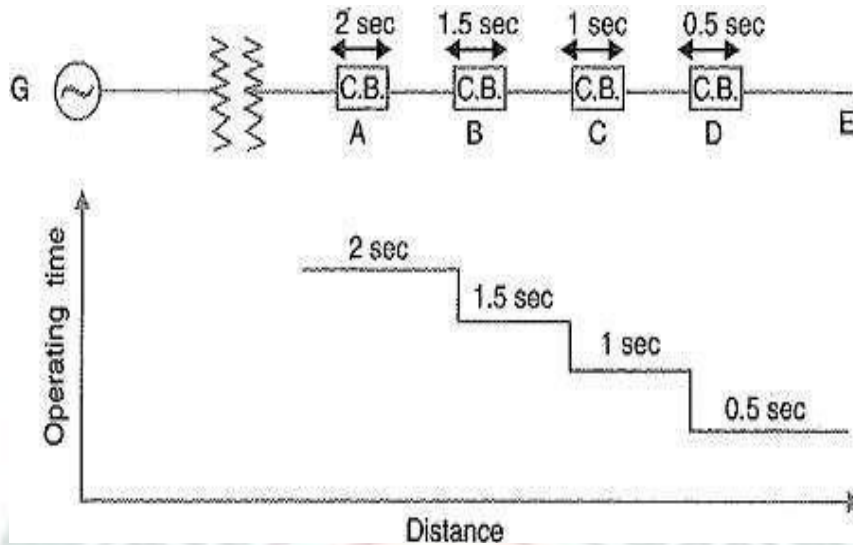 2 sec 1.5 sec 1 sec 0.5 sec
G C.B. C.B. C.B. C.B.
A B C D E
2 sec
1.5 sec
1 sec
0.5 sec
Operating time
Distance